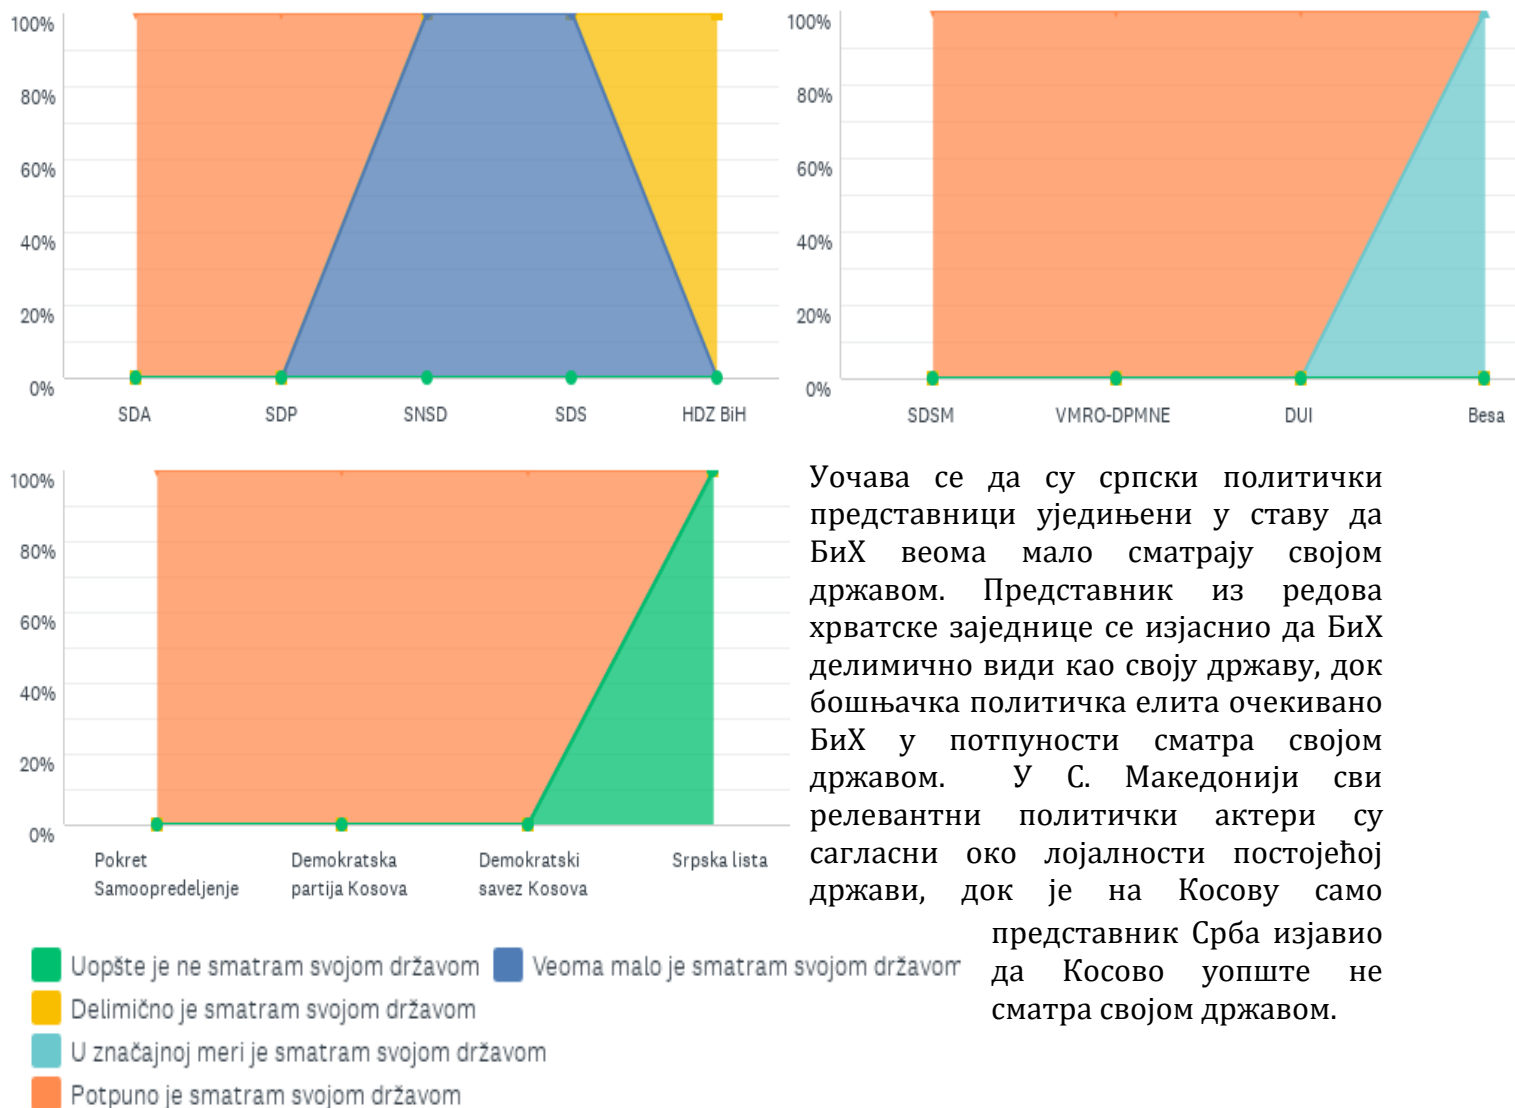 100%
80%
60%
40%
20%
0%
SDA SDP SNSD SDS HDZ BiH
100%
80%
60%
40%
20%
0%
SDSM VMRO-DPMNE DUI Besa
100%
80%
60%
40%
20%
0%
Pokret Demokratska Demokratski Srpska lista
Samoopredeljenje partija Kosova savez Kosova
Уочава се да су српски политички
представници уједињени у ставу да
БиХ веома мало сматрају својом
државом. Представник из редова
хрватске заједнице се изјаснио да БиХ
делимично види као своју државу, док
бошњачка политичка елита очекивано
БиХ у потпуности сматра својом
државом. У С. Македонији сви
релевантни политички актери су
сагласни око лојалности постојећој
држави, док је на Косову само
представник Срба изјавио
да Косово уопште не
сматра својом државом.
Uopšte je ne smatram svojom državom Veoma malo je smatram svojom državom
Delimično je smatram svojom državom
U značajnoj meri je smatram svojom državom
Potpuno je smatram svojom državom